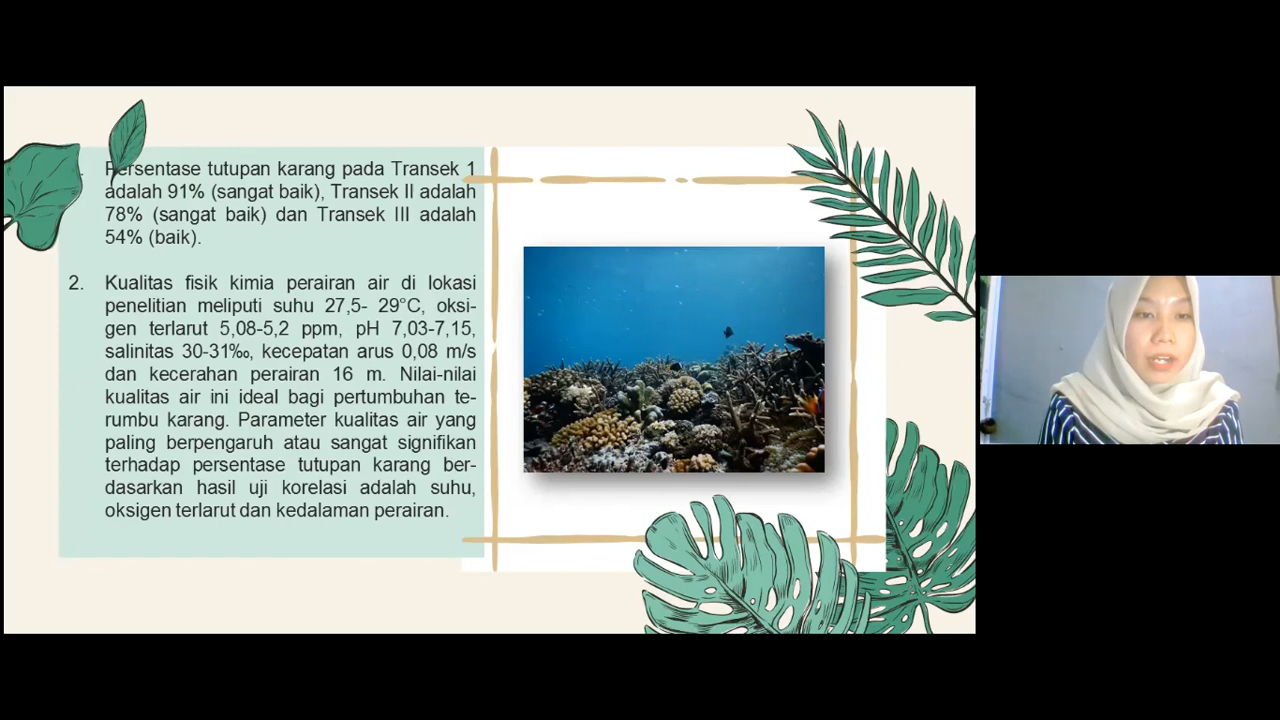 Persentase tutupan karang pada Transek 1
adalah 91% (sangat baik), Transek II adalah
78% (sangat baik) dan Transek III adalah
54% (baik).
2. Kualitas fisik kimia perairan air di lokasi
penelitian meliputi suhu 27,5- 29°C, oksi-
gen terlarut 5,08-5,2 ppm, pH 7,03-7,15,
salinitas 30-31‰, kecepatan arus 0,08 m/s
dan kecerahan perairan 16 m. Nilai-nilai
kualitas air ini ideal bagi pertumbuhan te-
rumbu karang. Parameter kualitas air yang
paling berpengaruh atau sangat signifikan
terhadap persentase tutupan karang ber-
dasarkan hasil uji korelasi adalah suhu,
oksigen terlarut dan kedalaman perairan.